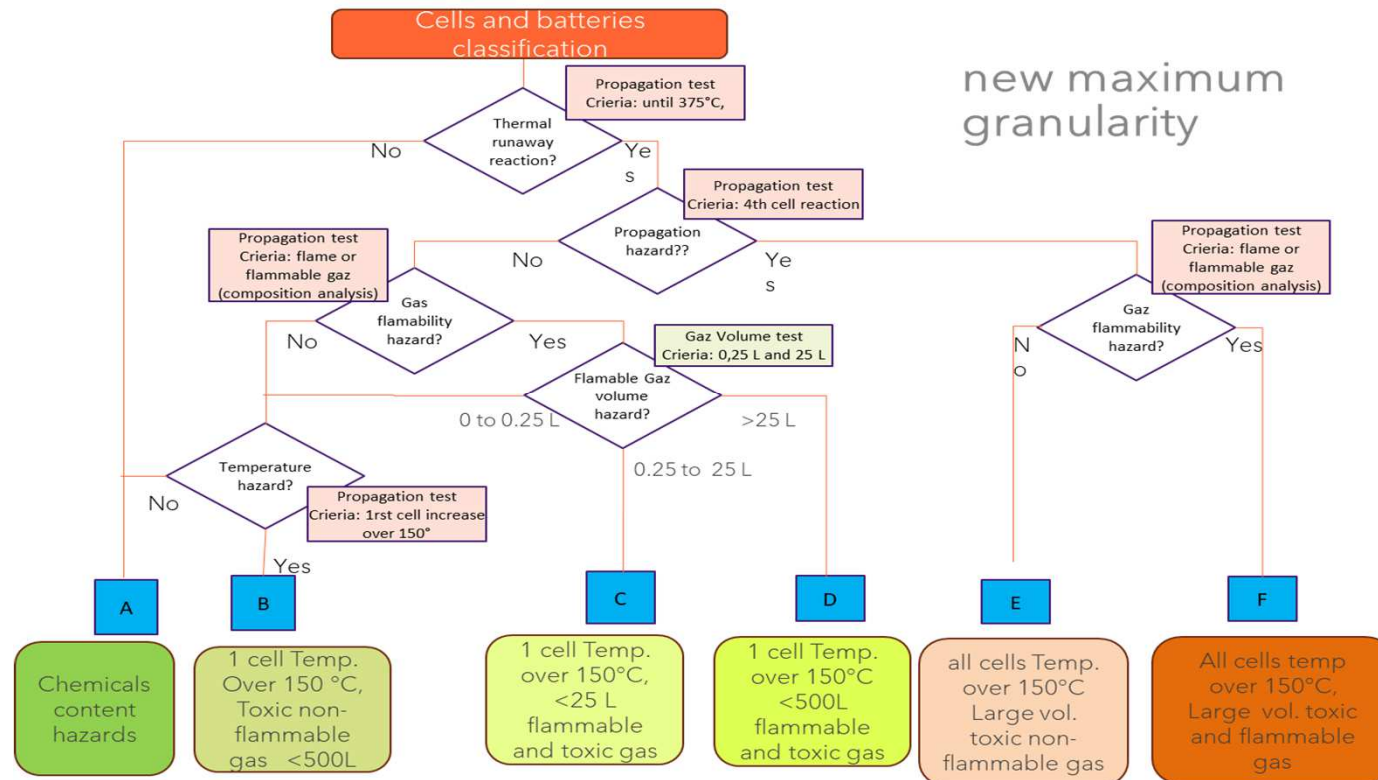 Cells and batteries
classification
new maximum
granularity
Propagation test
Crieria: until 375°C,
Thermal
runaway
reaction?
No
Ye
s
Propagation test
Crieria: 4th cell reaction
Propagation
hazard??
No
Ye
s
Propagation test
Crieria: flame or
flammable gaz
(composition analysis)
Gas
flamability
hazard?
No
Yes
Propagation test
Crieria: flame or
flammable gaz
(composition analysis)
Gaz
flammability
hazard?
N
o
Yes
Gaz Volume test
Crieria: 0,25 L and 25 L
Flamable Gaz
volume
hazard?
0 to 0.25 L
>25 L
0.25 to 25 L
Temperature
hazard?
No
Propagation test
Crieria: 1rst cell increase
over 150°
Yes
A
B
C
D
E
F
Chemicals
content
hazards
1 cell Temp.
Over 150 °C,
Toxic non-
flammable
gas <500L
1 cell Temp.
over 150°C,
<25 L
flammable
and toxic gas
1 cell Temp.
over 150°C
<500L
flammable
and toxic gas
all cells Temp.
over 150°C
Large vol.
toxic non-
flammable gas
All cells temp
over 150°C,
Large vol. toxic
and flammable
gas